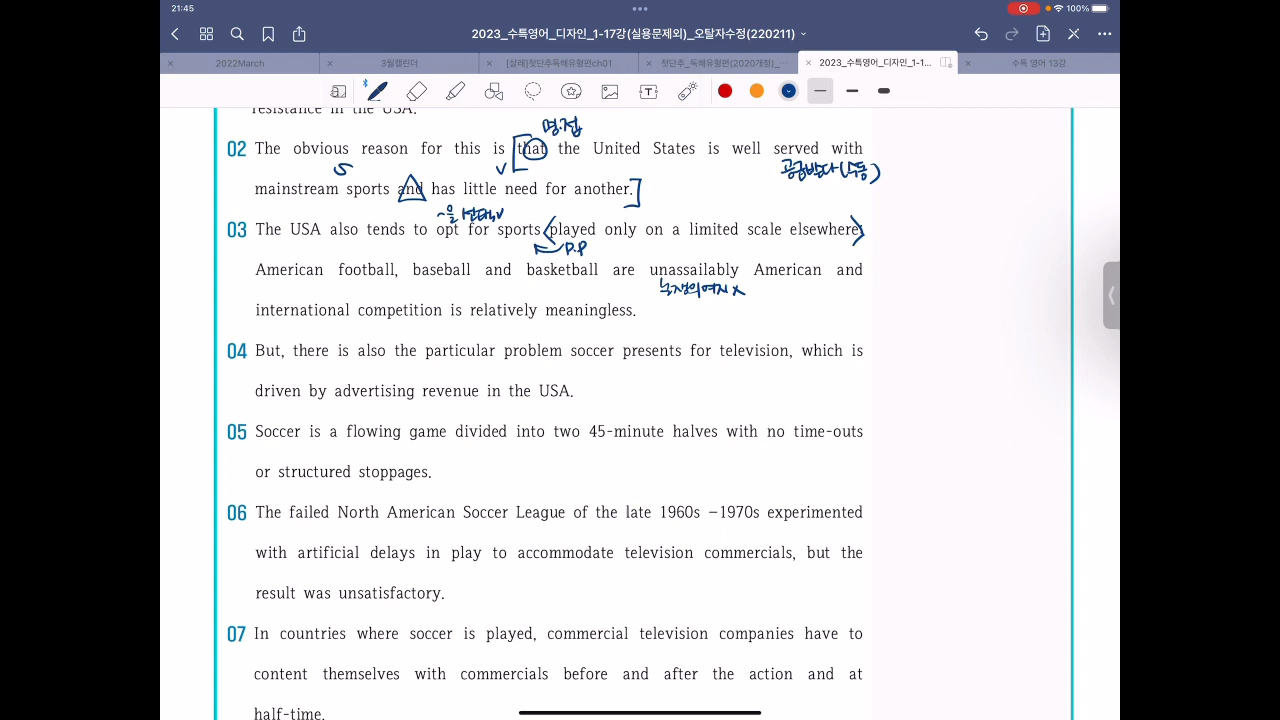 21:45
100%
2023_수특영어_디자인_1-17강(실용문제외)_오탈자수정(220211)
2022March
3월캘린더
[살레]첫단추독해유형편ch01
첫단추_독해유형편(2020개정)_···
2023_수특영어_디자인_1-1...
수특 영어 13강
resistance in the USA.
명.접
02 The obvious reason for this is that the United States is well served with
S
V
공급받다(수동)
mainstream sports and has little need for another.
~을 선택
03 The USA also tends to opt for sports played only on a limited scale elsewhere:
P.P
American football, baseball and basketball are unassailably American and
논쟁의여지 x
international competition is relatively meaningless.
04 But, there is also the particular problem soccer presents for television, which is
driven by advertising revenue in the USA.
05 Soccer is a flowing game divided into two 45-minute halves with no time-outs
or structured stoppages.
06 The failed North American Soccer League of the late 1960s –1970s experimented
with artificial delays in play to accommodate television commercials, but the
result was unsatisfactory.
07 In countries where soccer is played, commercial television companies have to
content themselves with commercials before and after the action and at
half-time.